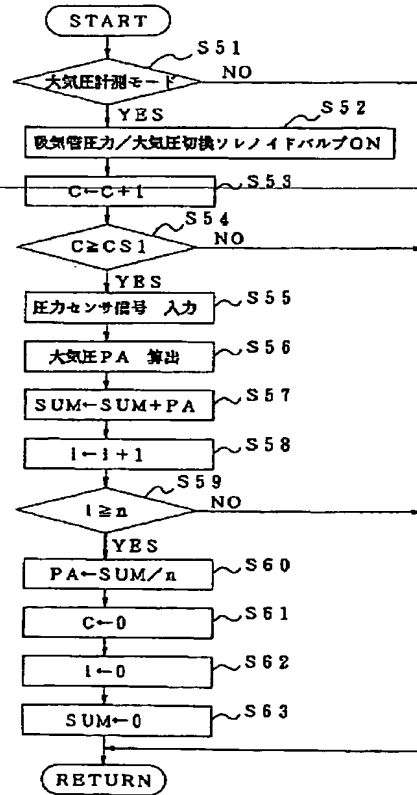 START
S51
大気圧計測モード
NO
YES
S52
吸気管圧力/大気圧切換ソレノイドバルブON
C←C+1
S53
S54
C≧CS1
NO
YES
圧力センサ信号 入力
S55
大気圧PA 算出
S56
SUM←SUM+PA
S57
i←i+1
S58
S59
i≧n
NO
YES
PA←SUM/n
S60
C←0
S61
i←0
S62
SUM←0
S63
RETURN